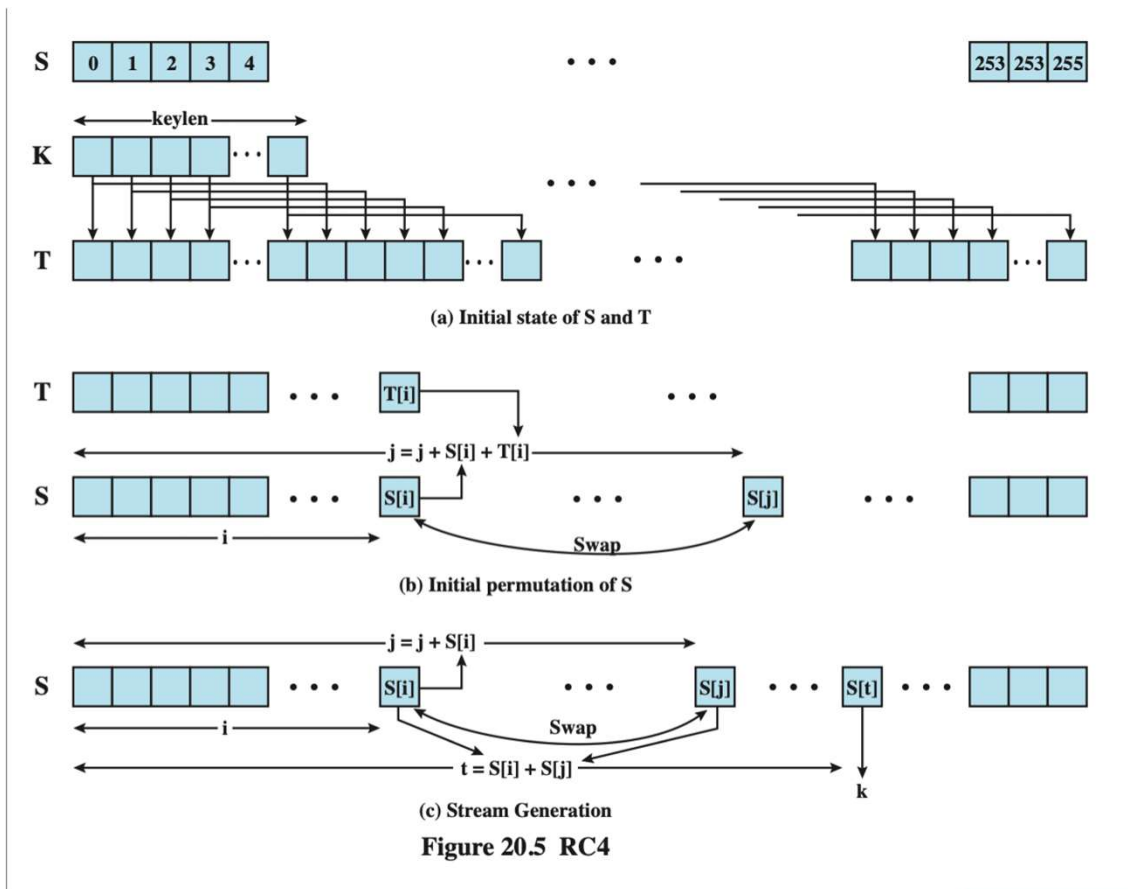 S 0 1 2 3 4 • • • 253 253 255
keylen
K • • •
• • •
T • • • • • • • • • • • •
(a) Initial state of S and T
T • • • T[i] • • •
j = j + S[i] + T[i]
S • • • S[i] • • • S[j] • • •
i
Swap
(b) Initial permutation of S
j = j + S[i]
S • • • S[i] • • • S[j] • • • S[t] • • •
i
Swap
t = S[i] + S[j]
k
(c) Stream Generation
Figure 20.5 RC4